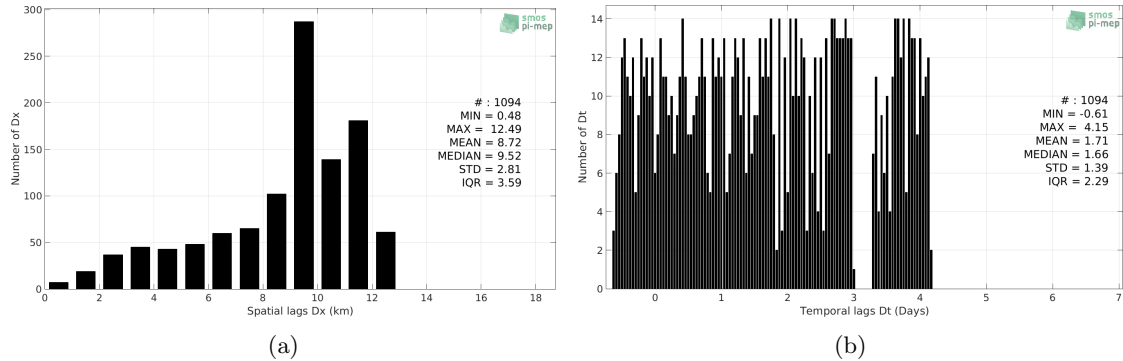 300
250
200
150
100
50
0
Number of Dx
smos
pi-mep
# : 1094
MIN = 0.48
MAX = 12.49
MEAN = 8.72
MEDIAN = 9.52
STD = 2.81
IQR = 3.59
0 2 4 6 8 10 12 14 16 18
Spatial lags Dx (km)
(a)
14
12
10
8
6
4
2
0
Number of Dt
smos
pi-mep
# : 1094
MIN = -0.61
MAX = 4.15
MEAN = 1.71
MEDIAN = 1.66
STD = 1.39
IQR = 2.29
0 1 2 3 4 5 6 7
Temporal lags Dt (Days)
(b)